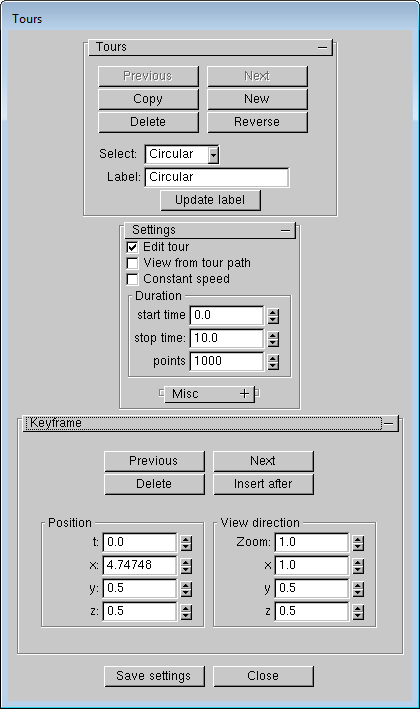 Tours
Tours
Previous Next
Copy New
Delete Reverse
Select: Circular
Label: Circular
Update label
Settings
Edit tour
View from tour path
Constant speed
Duration
start time 0.0
stop time: 10.0
points 1000
Misc +
Keyframe
Previous Next
Delete Insert after
Position View direction
t: 0.0 Zoom: 1.0
x: 4.74748 x 1.0
y: 0.5 y 0.5
z: 0.5 z 0.5
Save settings Close